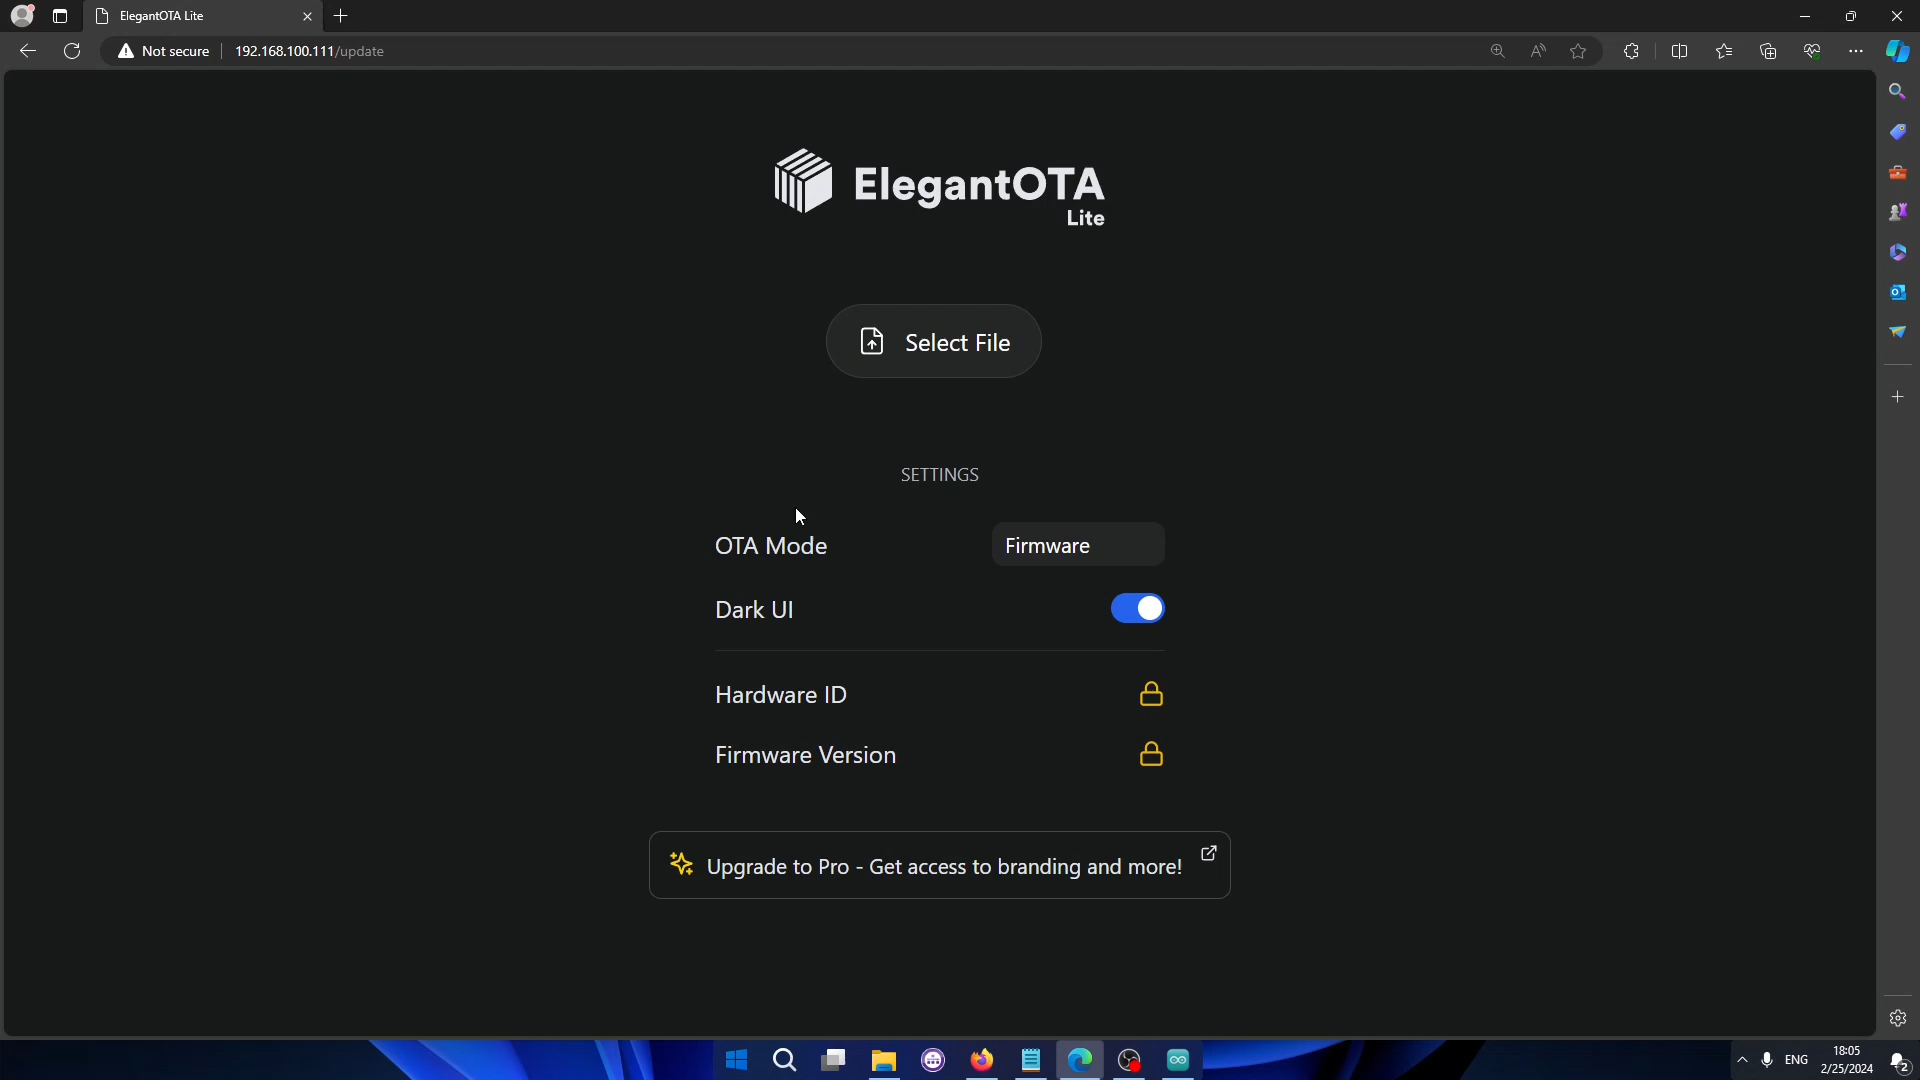 ElegantOTA Lite
Not secure 192.168.100.111/update
ElegantOTA
Lite
Select File
SETTINGS
OTA Mode Firmware
Dark UI
Hardware ID
Firmware Version
Upgrade to Pro - Get access to branding and more!
ENG
18:05
2/25/2024
2